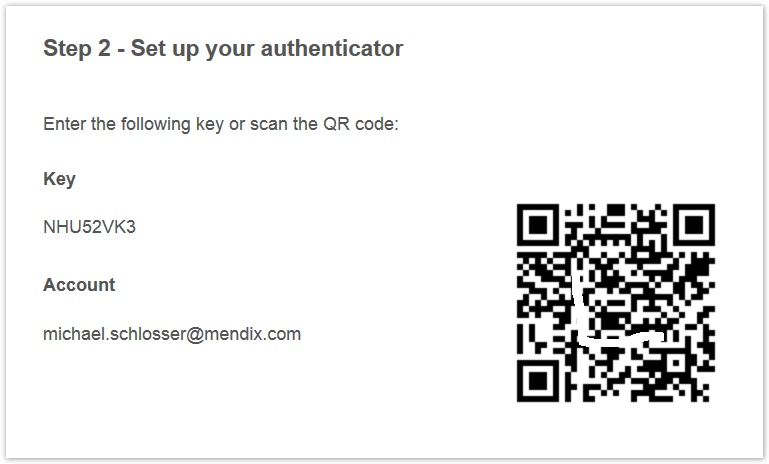 Step 2 - Set up your authenticator
Enter the following key or scan the QR code:
Key
NHU52VK3
Account
michael.schlosser@mendix.com